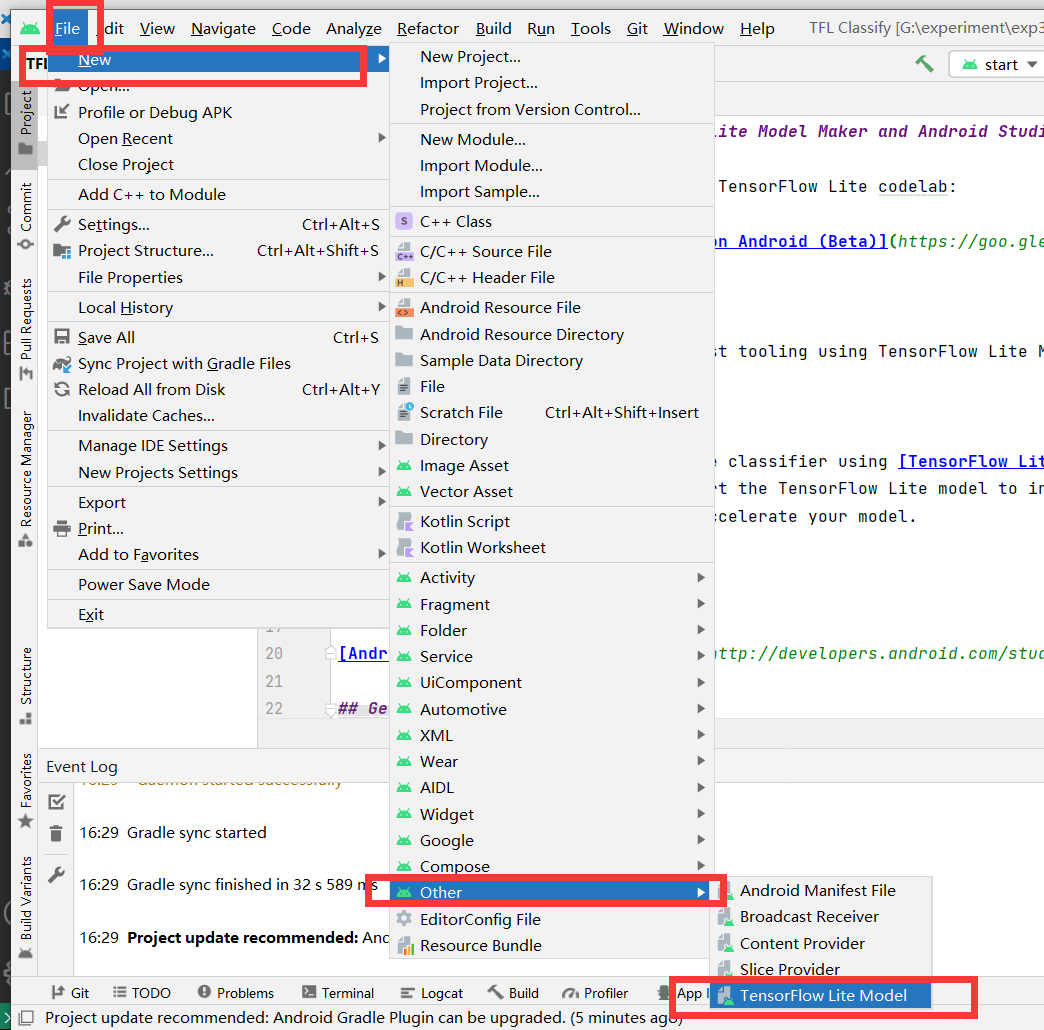 File Edit View Navigate Code Analyze Refactor Build Run Tools Git Window Help TFL Classify [G:\experiment\exp3
TFL
start
New
Open...
Profile or Debug APK
Open Recent
Close Project
Add C++ to Module
Settings... Ctrl+Alt+S
Project Structure... Ctrl+Alt+Shift+S
File Properties
Local History
Save All Ctrl+S
Sync Project with Gradle Files
Reload All from Disk Ctrl+Alt+Y
Invalidate Caches...
Manage IDE Settings
New Projects Settings
Export
Print...
Add to Favorites
Power Save Mode
Exit
New Project...
Import Project...
Project from Version Control...
New Module...
Import Module...
Import Sample...
S C++ Class
C++ C/C++ Source File
H C/C++ Header File
Android Resource File
Android Resource Directory
Sample Data Directory
File
Scratch File Ctrl+Alt+Shift+Insert
Directory
Image Asset
Vector Asset
Kotlin Script
Kotlin Worksheet
Activity
Fragment
Folder
Service
UiComponent
Automotive
XML
Wear
AIDL
Widget
Google
Compose
Other
EditorConfig File
Resource Bundle
Android Manifest File
Broadcast Receiver
Content Provider
Slice Provider
TensorFlow Lite Model
ite Model Maker and Android Studi
TensorFlow Lite codelab:
on Android (Beta)](https://goo.gle
st tooling using TensorFlow Lite M
classifier using [TensorFlow Lit
rt the TensorFlow Lite model to in
celerate your model.
20 [Andr ttp://developers.android.com/stud
21
22 ## Ge
Project
Commit
Pull Requests
Resource Manager
Structure
Favorites
Build Variants
Event Log
16:29 daemon started successfully
16:29 Gradle sync started
16:29 Gradle sync finished in 32 s 589 ms
16:29 Project update recommended: And
Git TODO Problems Terminal Logcat Build Profiler App I
Project update recommended: Android Gradle Plugin can be upgraded. (5 minutes ago)